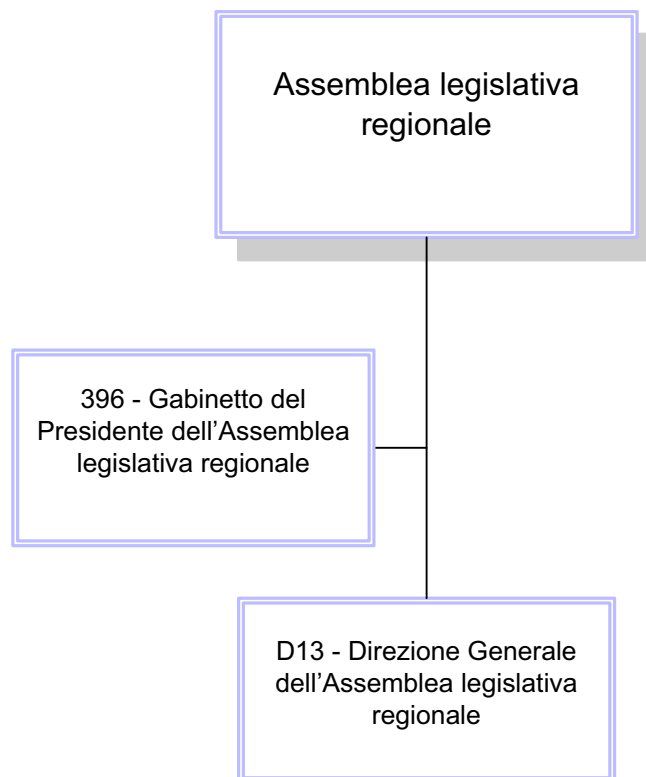 Assemblea legislativa
regionale
396 - Gabinetto del
Presidente dell’Assemblea
legislativa regionale
D13 - Direzione Generale
dell’Assemblea legislativa
regionale